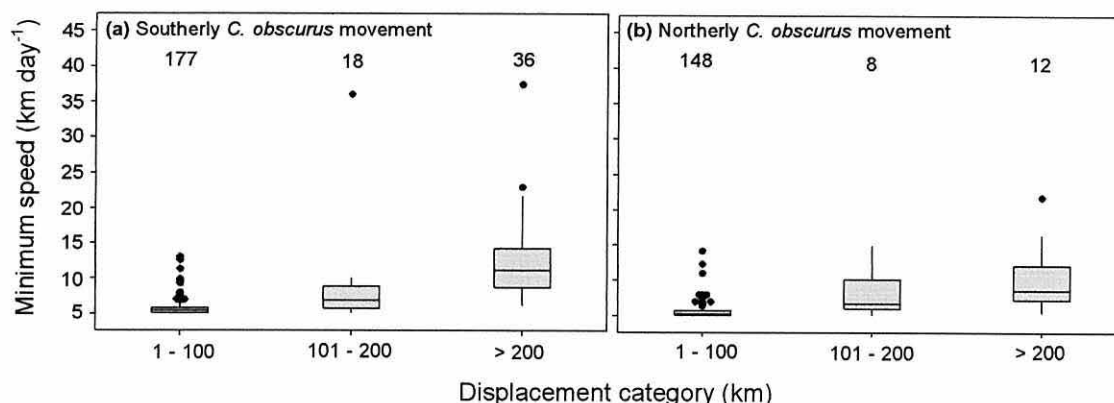 (a) Southerly C. obscurus movement
177 18 36
(b) Northerly C. obscurus movement
148 8 12
Minimum speed (km day⁻¹)
45
40
35
30
25
20
15
10
5
1 - 100 101 - 200 > 200
1 - 100 101 - 200 > 200
Displacement category (km)